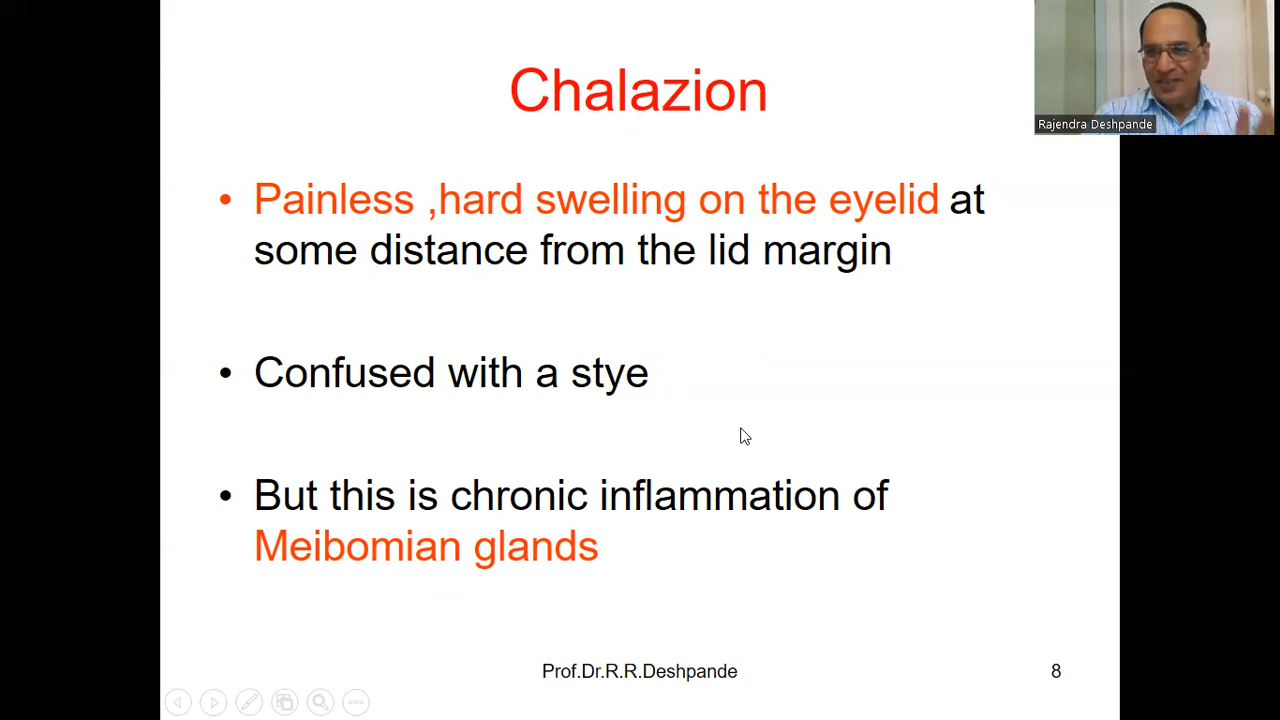 Chalazion
Rajendra Deshpande
• Painless ,hard swelling on the eyelid at
some distance from the lid margin
• Confused with a stye
• But this is chronic inflammation of
Meibomian glands
Prof.Dr.R.R.Deshpande
8